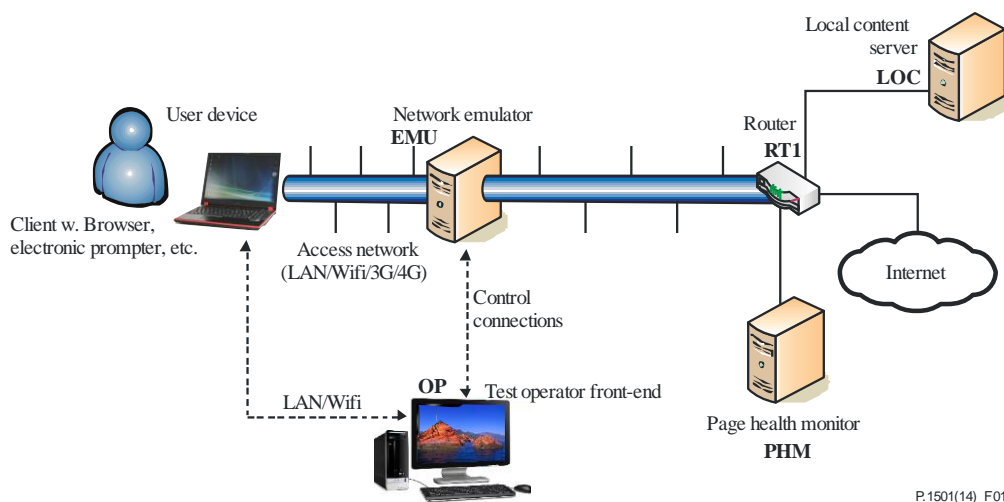 Local content
server
LOC
User device
Network emulator
EMU
Router
RT1
Client w. Browser,
electronic prompter, etc.
Access network
(LAN/Wifi/3G/4G)
Internet
Control
connections
OP
Test operator front-end
LAN/Wifi
Page health monitor
PHM
P.1501(14)_F01